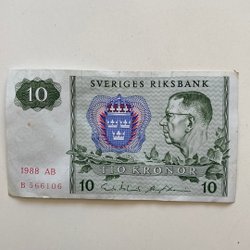 SVERIGES RIKSBANK
10
1988 AB
B 566106
TIO KRONOR
10
10